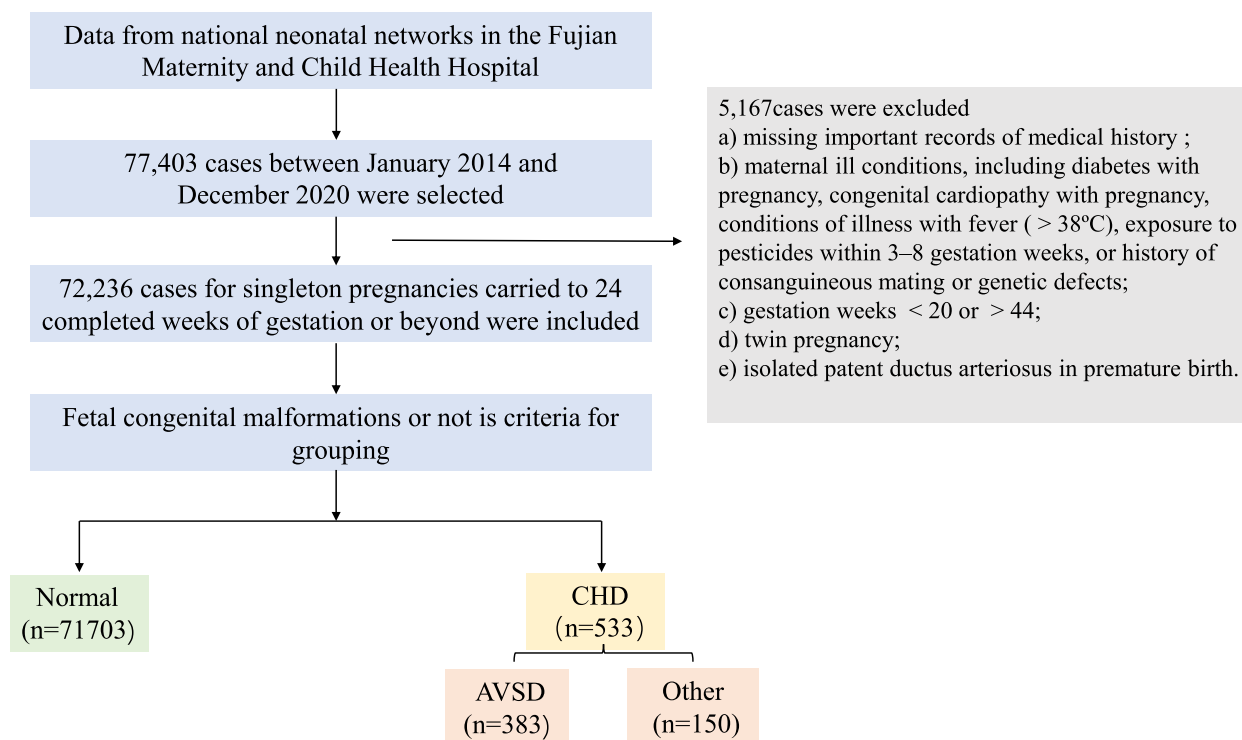 Data from national neonatal networks in the Fujian
Maternity and Child Health Hospital
77,403 cases between January 2014 and
December 2020 were selected
5,167cases were excluded
a) missing important records of medical history ;
b) maternal ill conditions, including diabetes with
pregnancy, congenital cardiopathy with pregnancy,
conditions of illness with fever ( > 38ºC), exposure to
pesticides within 3–8 gestation weeks, or history of
consanguineous mating or genetic defects;
c) gestation weeks  < 20 or  > 44;
d) twin pregnancy;
e) isolated patent ductus arteriosus in premature birth.
72,236 cases for singleton pregnancies carried to 24
completed weeks of gestation or beyond were included
Fetal congenital malformations or not is criteria for
grouping
Normal
(n=71703)
CHD
(n=533)
AVSD
(n=383)
Other
(n=150)